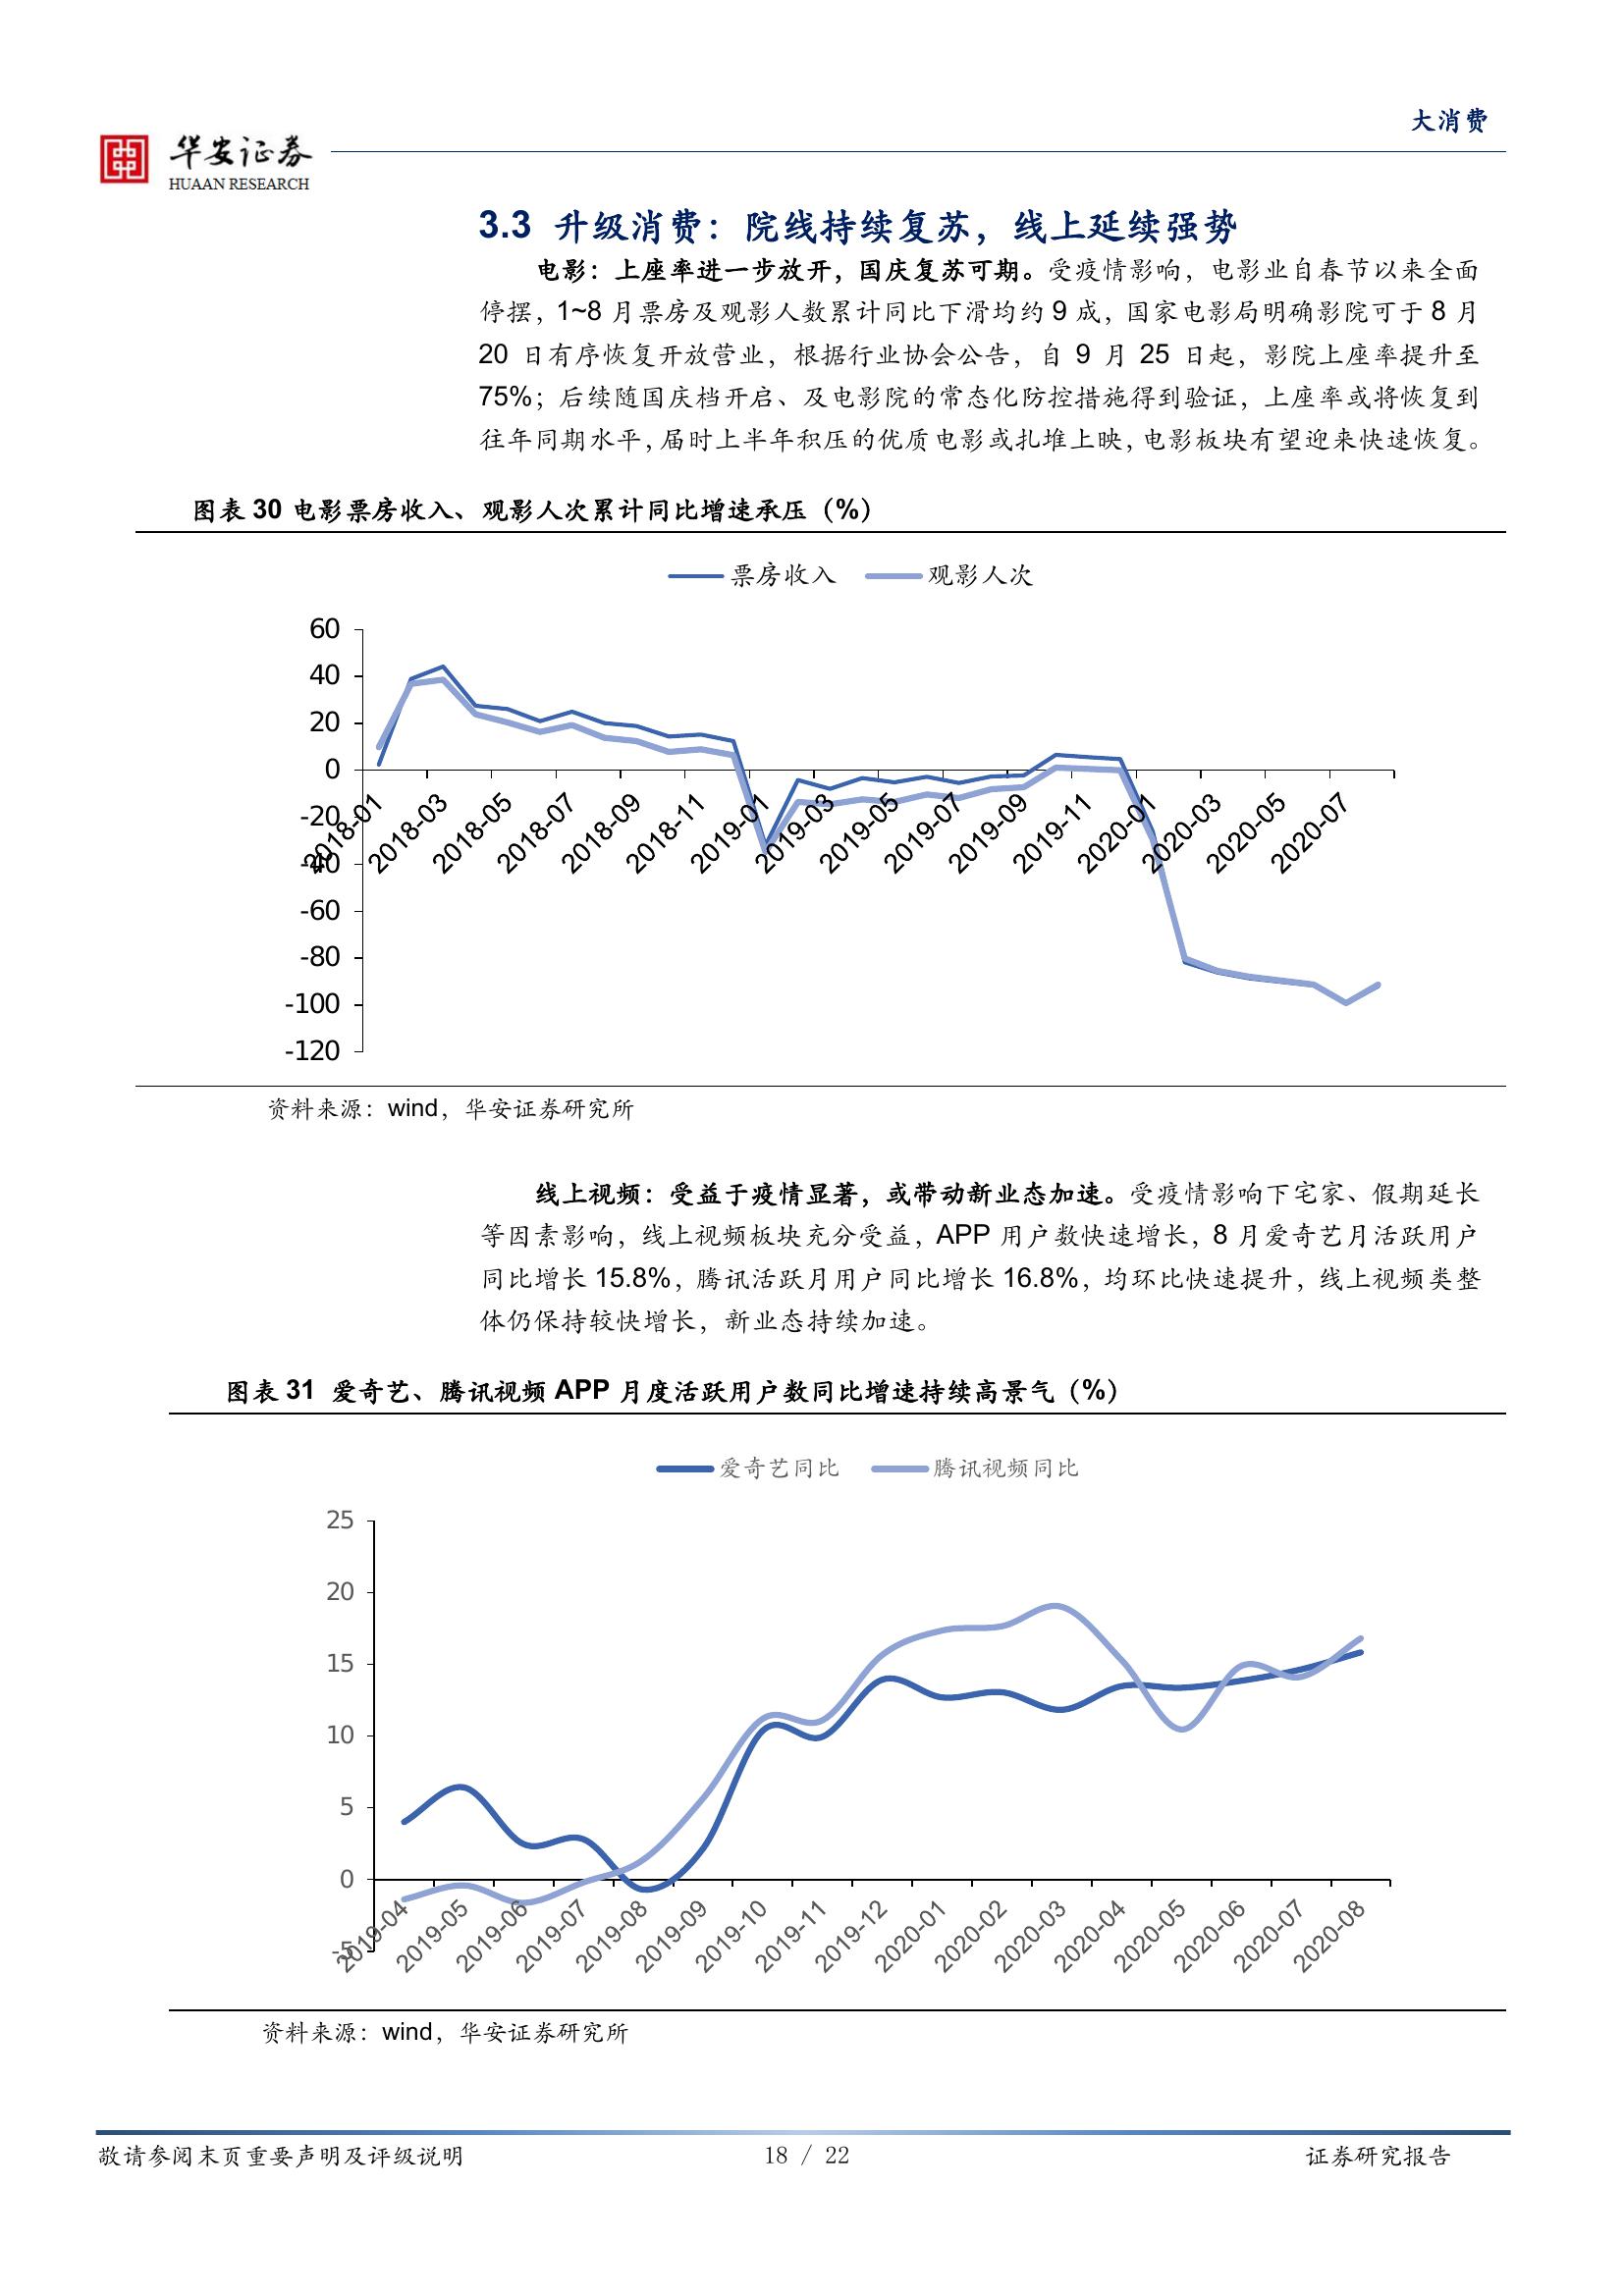 大消费
华安证券
HUAAN RESEARCH
3.3 升级消费：院线持续复苏，线上延续强势
电影：上座率进一步放开，国庆复苏可期。受疫情影响，电影业自春节以来全面
停摆，1~8 月票房及观影人数累计同比下滑均约 9 成，国家电影局明确影院可于 8 月
20 日有序恢复开放营业，根据行业协会公告，自 9 月 25 日起，影院上座率提升至
75%；后续随国庆档开启、及电影院的常态化防控措施得到验证，上座率或将恢复到
往年同期水平，届时上半年积压的优质电影或扎堆上映，电影板块有望迎来快速恢复。
图表 30 电影票房收入、观影人次累计同比增速承压（%）
票房收入 观影人次
60
40
20
0
-20
-40
-60
-80
-100
-120
2018-01 2018-03 2018-05 2018-07 2018-09 2018-11 2019-01 2019-03 2019-05 2019-07 2019-09 2019-11 2020-01 2020-03 2020-05 2020-07
资料来源：wind，华安证券研究所
线上视频：受益于疫情显著，或带动新业态加速。受疫情影响下宅家、假期延长
等因素影响，线上视频板块充分受益，APP 用户数快速增长，8 月爱奇艺月活跃用户
同比增长 15.8%，腾讯活跃月用户同比增长 16.8%，均环比快速提升，线上视频类整
体仍保持较快增长，新业态持续加速。
图表 31 爱奇艺、腾讯视频 APP 月度活跃用户数同比增速持续高景气（%）
爱奇艺同比 腾讯视频同比
25
20
15
10
5
0
-5
2019-04 2019-05 2019-06 2019-07 2019-08 2019-09 2019-10 2019-11 2019-12 2020-01 2020-02 2020-03 2020-04 2020-05 2020-06 2020-07 2020-08
资料来源：wind，华安证券研究所
敬请参阅末页重要声明及评级说明 18 / 22 证券研究报告